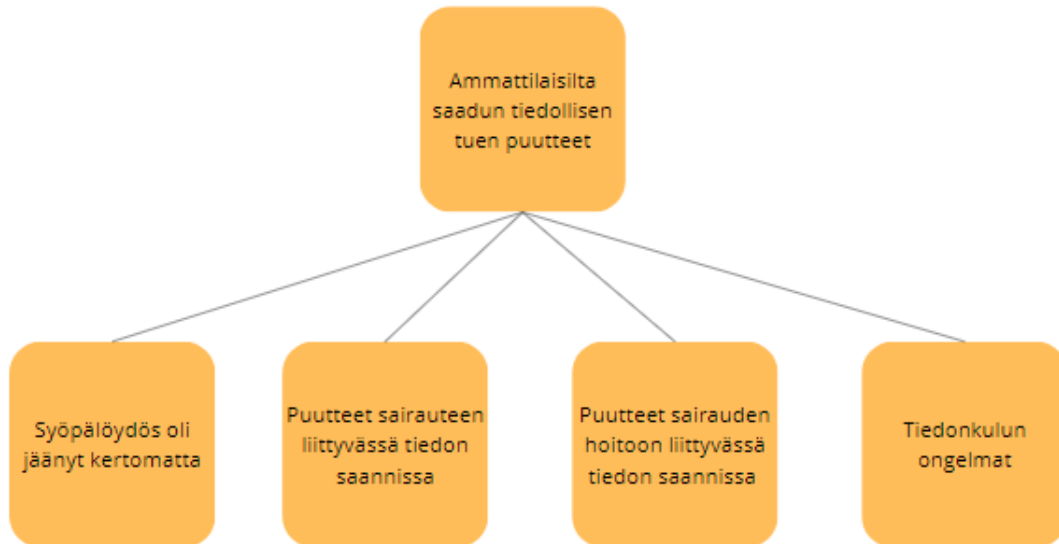 Ammattilaisilta
saadun tiedollisen
tuen puutteet
Syöpälöydös oli
jäänyt kertomatta
Puutteet sairauteen
liittyvässä tiedon
saannissa
Puutteet sairauden
hoitoon liittyvässä
tiedon saannissa
Tiedonkulun
ongelmat